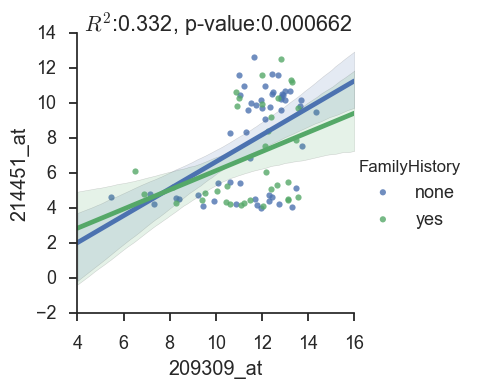 R²:0.332, p-value:0.000662
14
12
10
8
6
4
2
0
−2
214451_at
4 6 8 10 12 14 16
209309_at
FamilyHistory
none
yes